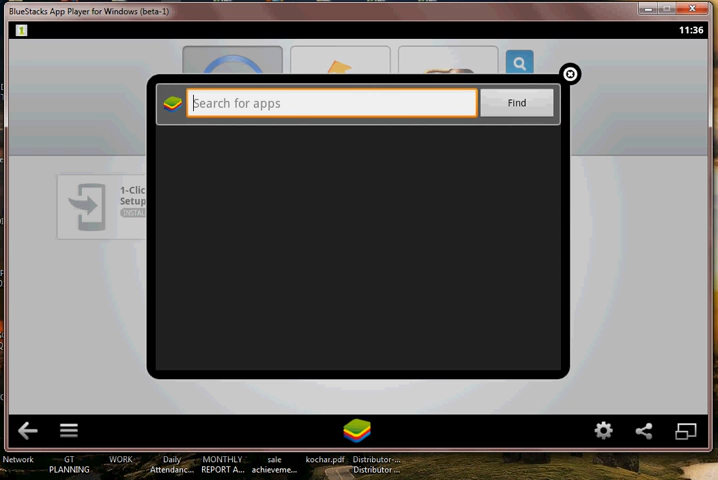 BlueStacks App Player for Windows (beta-1)
1
11:36
Search for apps
Find
1-Clic
Setup
INSTAL
Network
GT
PLANNING
WORK
Daily
Attendanc...
MONTHLY
REPORT A...
sale
achieveme...
kochar.pdf
Distributor-...
Distributor ...